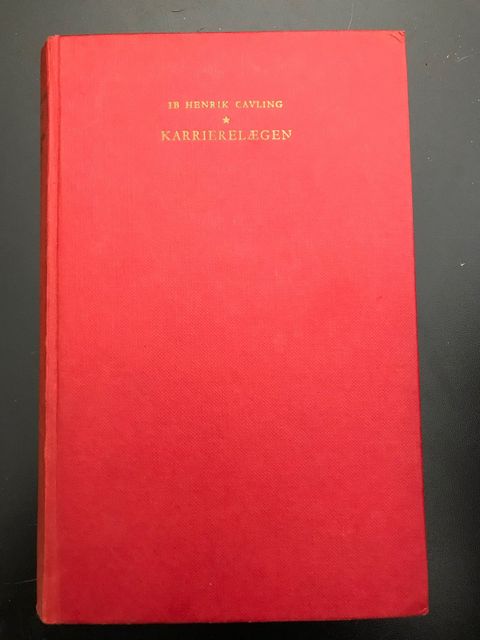 IB HENRIK CAVLING
★
KARRIERELÆGEN